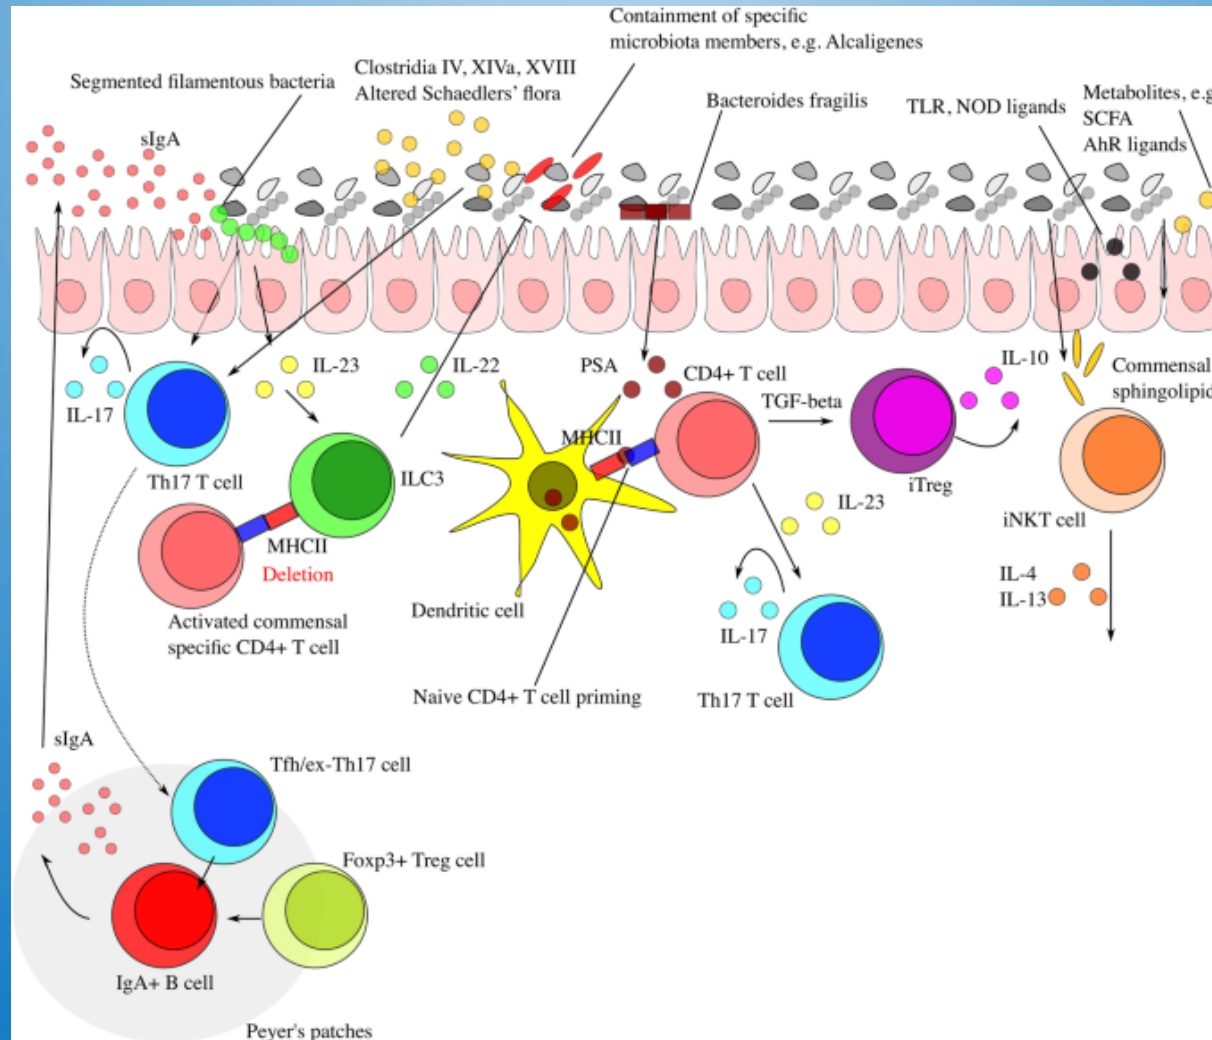 Containment of specific
microbiota members, e.g. Alcaligenes
Segmented filamentous bacteria
Clostridia IV, XIVa, XVIII
Altered Schaedlers' flora
Bacteroides fragilis
TLR, NOD ligands
Metabolites, e.g
SCFA
AhR ligands
sIgA
IL-17
IL-23
IL-22
PSA
CD4+ T cell
TGF-beta
IL-10
Commensal
sphingolipid
MHCII
Th17 T cell
ILC3
iTreg
iNKT cell
IL-23
MHCII
Deletion
IL-4
IL-13
Activated commensal
specific CD4+ T cell
Dendritic cell
IL-17
Naive CD4+ T cell priming
Th17 T cell
sIgA
Tfh/ex-Th17 cell
Foxp3+ Treg cell
IgA+ B cell
Peyer's patches